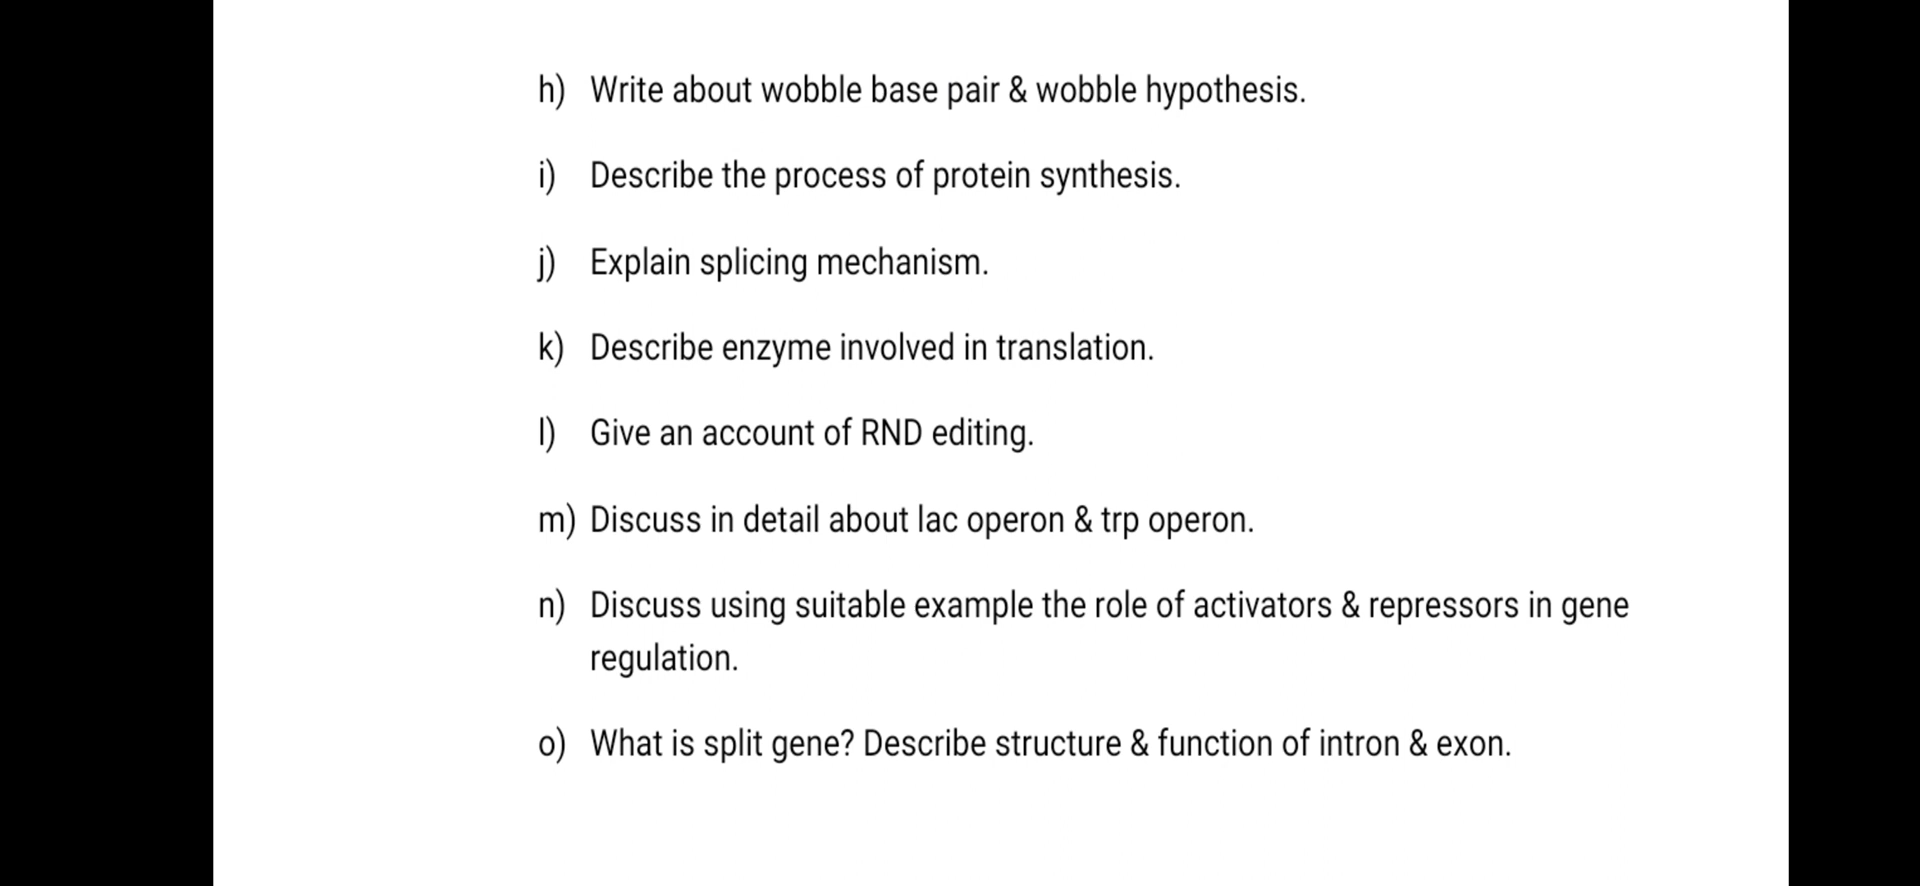 h) Write about wobble base pair & wobble hypothesis.
i) Describe the process of protein synthesis.
j) Explain splicing mechanism.
k) Describe enzyme involved in translation.
l) Give an account of RND editing.
m) Discuss in detail about lac operon & trp operon.
n) Discuss using suitable example the role of activators & repressors in gene
regulation.
o) What is split gene? Describe structure & function of intron & exon.